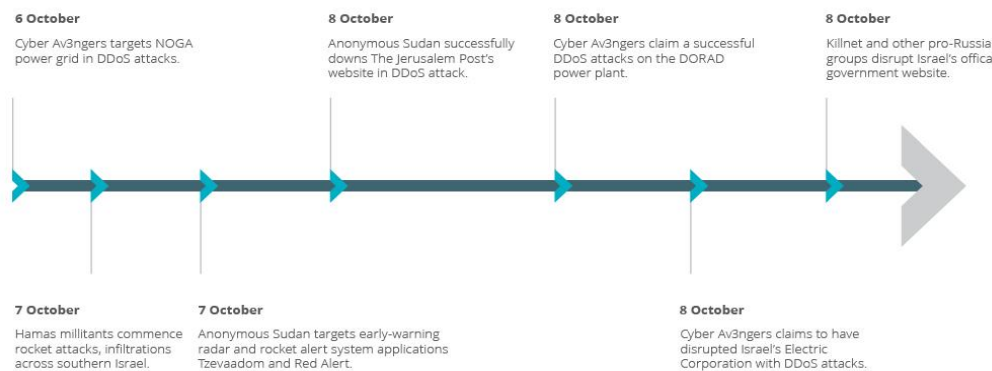 6 October
Cyber Av3ngers targets NOGA
power grid in DDoS attacks.
8 October
Anonymous Sudan successfully
downs The Jerusalem Post's
website in DDoS attack.
8 October
Cyber Av3ngers claim a successful
DDoS attacks on the DORAD
power plant.
8 October
Killnet and other pro-Russia
groups disrupt Israel's offica
government website.
7 October
Hamas millitants commence
rocket attacks, infiltrations
across southern Israel.
7 October
Anonymous Sudan targets early-warning
radar and rocket alert system applications
Tzevaadom and Red Alert.
8 October
Cyber Av3ngers claims to have
disrupted Israel's Electric
Corporation with DDoS attacks.